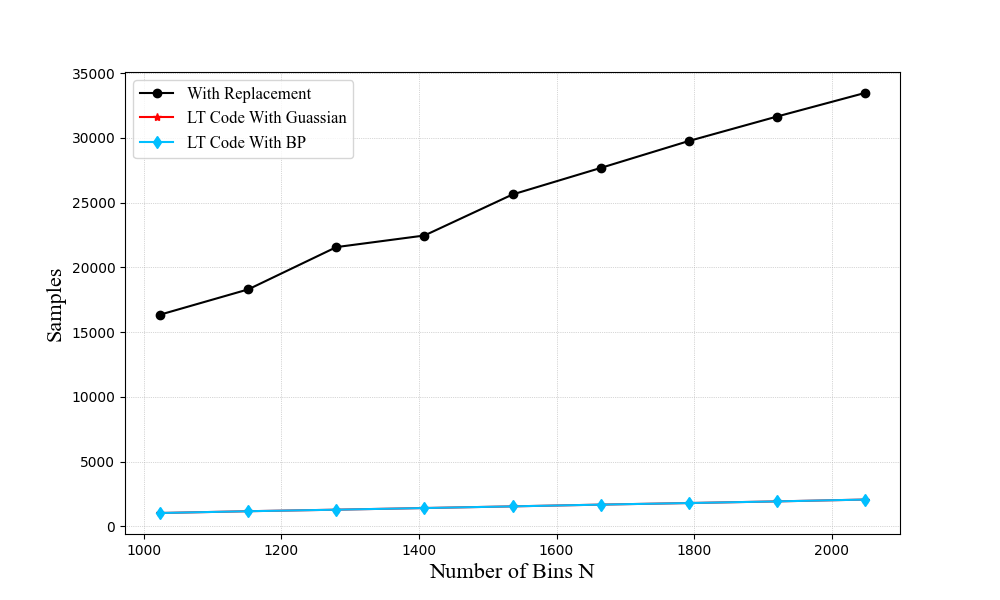 With Replacement
LT Code With Guassian
LT Code With BP
35000
30000
25000
20000
15000
10000
5000
0
Samples
1000 1200 1400 1600 1800 2000
Number of Bins N